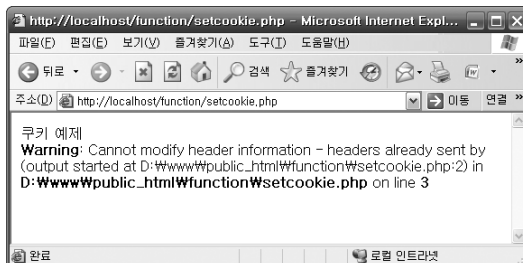 http://localhost/function/setcookie.php - Microsoft Internet Expl...
파일(F) 편집(E) 보기(V) 즐겨찾기(A) 도구(T) 도움말(H)
뒤로 검색 즐겨찾기
주소(D) http://localhost/function/setcookie.php 이동 연결
쿠키 예제
Warning: Cannot modify header information - headers already sent by
(output started at D:₩www₩public_html₩function₩setcookie.php:2) in
D:₩www₩public_html₩function₩setcookie.php on line 3
완료 로컬 인트라넷